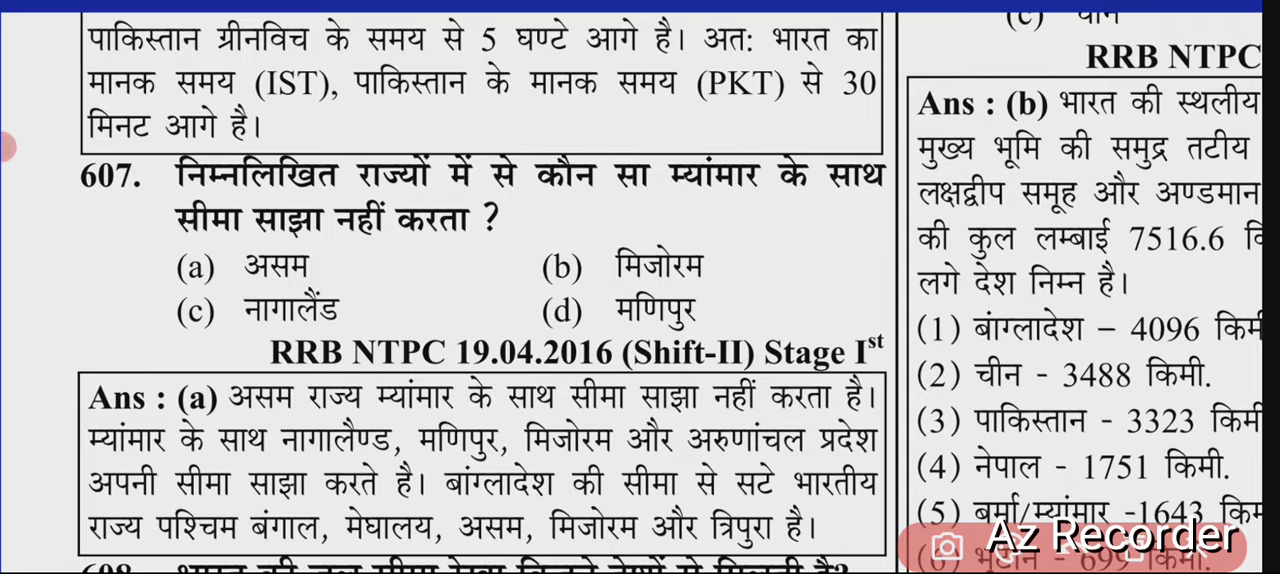 पाकिस्तान ग्रीनविच के समय से 5 घण्टे आगे है। अत: भारत का
मानक समय (IST), पाकिस्तान के मानक समय (PKT) से 30
मिनट आगे है।
607. निम्नलिखित राज्यों में से कौन सा म्यांमार के साथ
सीमा साझा नहीं करता ?
(a) असम (b) मिजोरम
(c) नागालैंड (d) मणिपुर
RRB NTPC 19.04.2016 (Shift-II) Stage Ist
Ans : (a) असम राज्य म्यांमार के साथ सीमा साझा नहीं करता है।
म्यांमार के साथ नागालैण्ड, मणिपुर, मिजोरम और अरुणांचल प्रदेश
अपनी सीमा साझा करते है। बांग्लादेश की सीमा से सटे भारतीय
राज्य पश्चिम बंगाल, मेघालय, असम, मिजोरम और त्रिपुरा है।
RRB NTPC
Ans : (b) भारत की स्थलीय
मुख्य भूमि की समुद्र तटीय
लक्षद्वीप समूह और अण्डमान
की कुल लम्बाई 7516.6
लगे देश निम्न है।
(1) बांग्लादेश – 4096 किमी
(2) चीन - 3488 किमी.
(3) पाकिस्तान - 3323 किमी
(4) नेपाल - 1751 किमी.
(5) बर्मा/म्यांमार -1643
(6) भूटान - 699 किमी.
Az Recorder